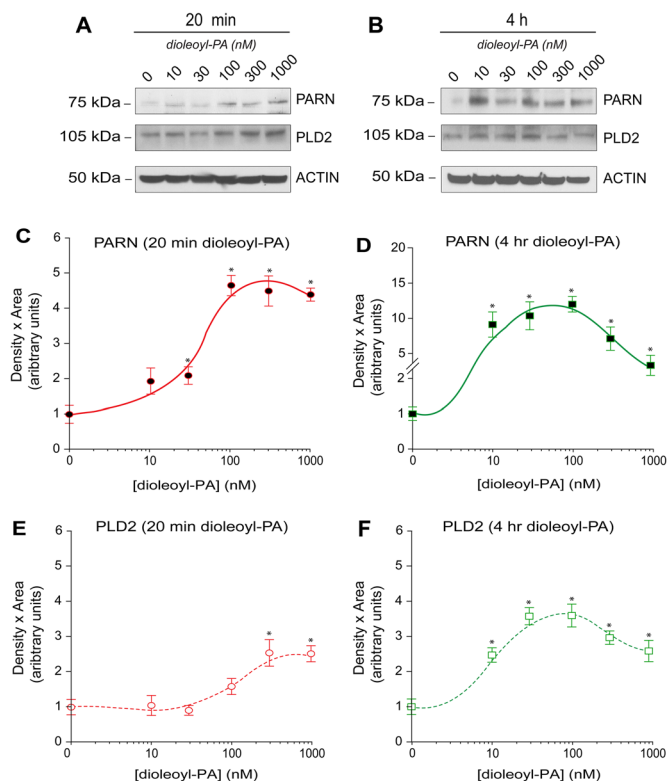 A
20 min
dioleoyl-PA (nM)
0 10 30 100 300 1000
75 kDa
PARN
105 kDa
PLD2
50 kDa
ACTIN
B
4 h
dioleoyl-PA (nM)
0 10 30 100 300 1000
75 kDa
PARN
105 kDa
PLD2
50 kDa
ACTIN
C
PARN (20 min dioleoyl-PA)
Density x Area
(aribtrary units)
6
5
4
3
2
1
0
* * * *
0 10 100 1000
[dioleoyl-PA] (nM)
D
PARN (4 hr dioleoyl-PA)
Density x Area
(aribtrary units)
20
15
10
2
1
0
* * * * *
0 10 100 1000
[dioleoyl-PA] (nM)
E
PLD2 (20 min dioleoyl-PA)
Density x Area
(aribtrary units)
6
5
4
3
2
1
0
* *
0 10 100 1000
[dioleoyl-PA] (nM)
F
PLD2 (4 hr dioleoyl-PA)
Density x Area
(aribtrary units)
6
5
4
3
2
1
0
* * * * *
0 10 100 1000
[dioleoyl-PA] (nM)